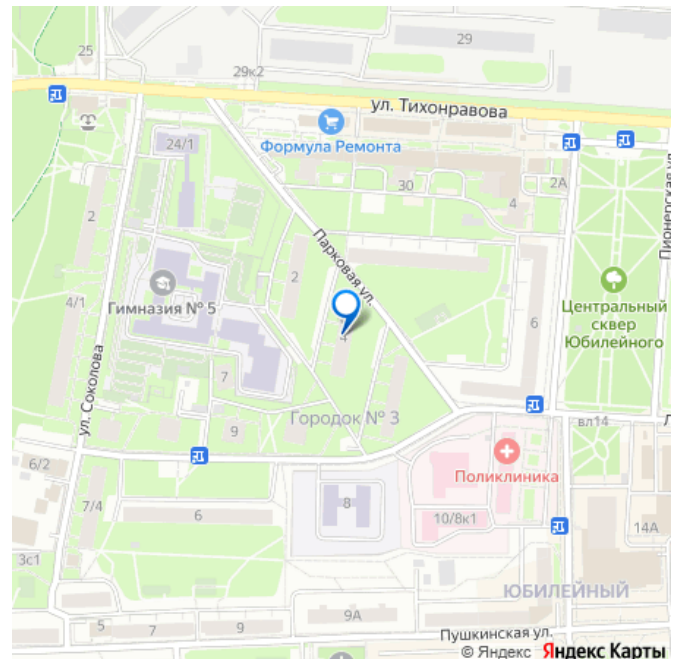 29
25
29к2
ул. Тихонравова
Формула Ремонта
24/1
2А
30
4
2
Парковая ул.
2
Пионерская ул.
Гимназия № 5
Центральный
сквер
Юбилейного
4/1
6
4
ул. Соколова
7
Городок № 3
9
вл14
Л
6/2
Поликлиника
7/4
6
8
10/8к1
14А
3с1
ЮБИЛЕЙНЫЙ
5
7
9
9А
Пушкинская ул.
© Яндекс Яндекс Карты